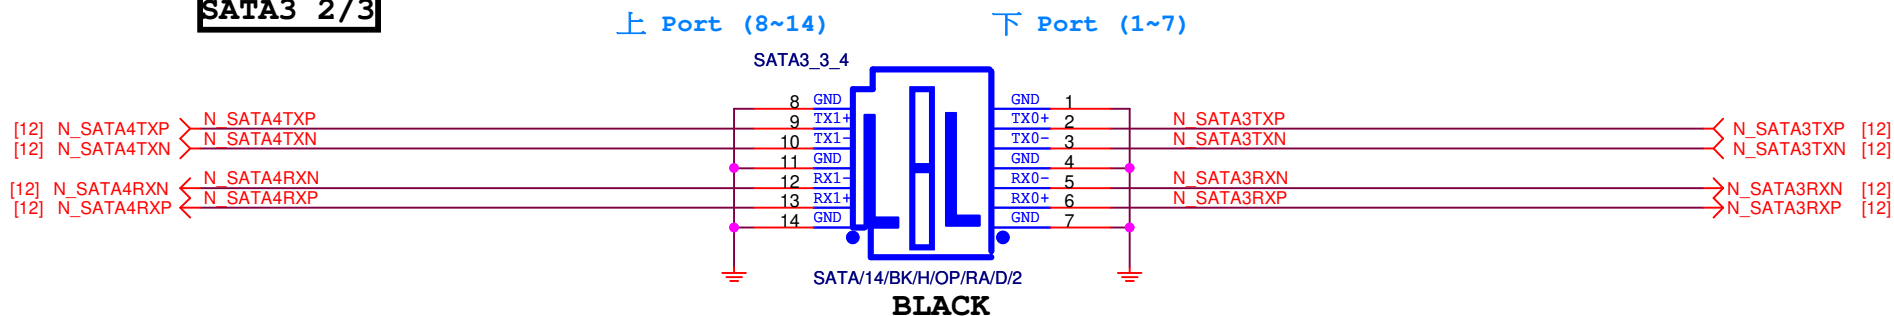 SATA3 2/3
上 Port (8~14)
下 Port (1~7)
SATA3_3_4
8 GND
GND 1
[12] N_SATA4TXP N_SATA4TXP 9 TX1+
TX0+ 2 N_SATA3TXP N_SATA3TXP [12]
[12] N_SATA4TXN N_SATA4TXN 10 TX1-
TX0- 3 N_SATA3TXN N_SATA3TXN [12]
11 GND
GND 4
[12] N_SATA4RXN N_SATA4RXN 12 RX1-
RX0- 5 N_SATA3RXN N_SATA3RXN [12]
[12] N_SATA4RXP N_SATA4RXP 13 RX1+
RX0+ 6 N_SATA3RXP N_SATA3RXP [12]
14 GND
GND 7
SATA/14/BK/H/OP/RA/D/2
BLACK